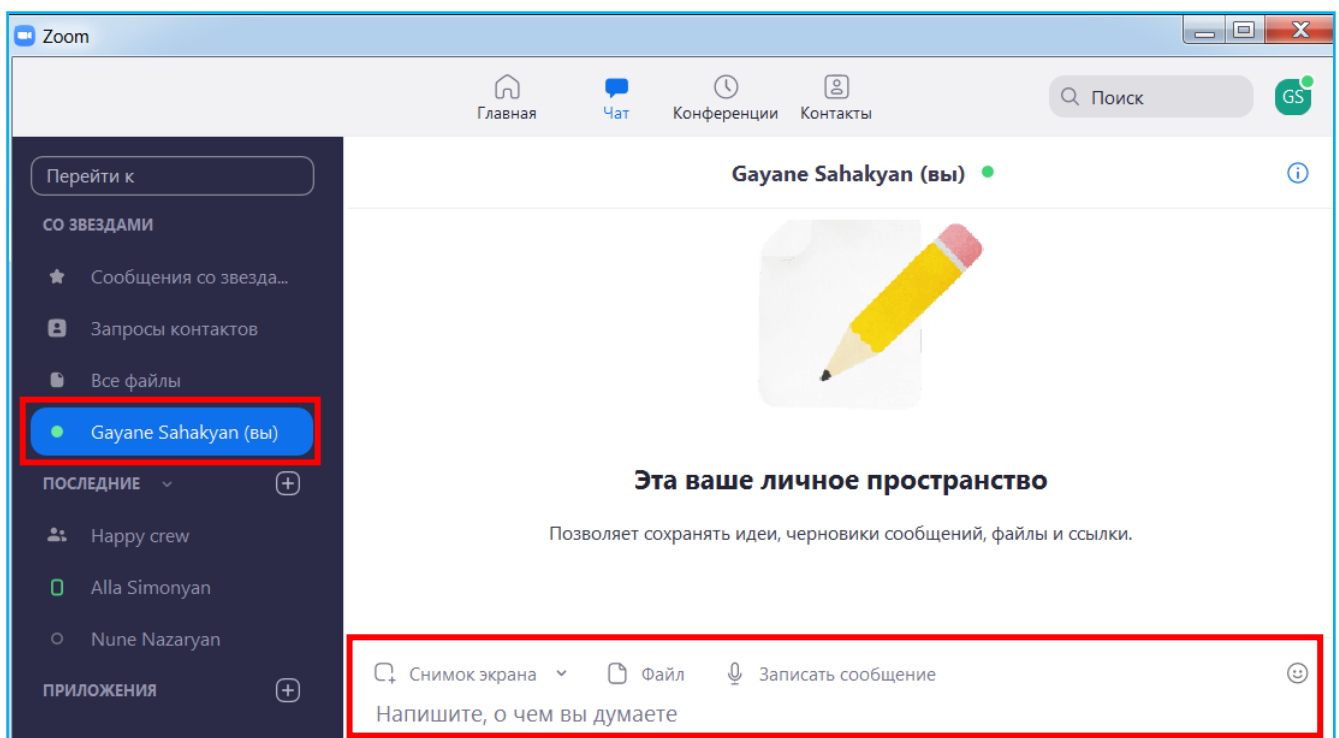 Zoom
Главная
Чат
Конференции
Контакты
Поиск
GS
Перейти к
СО ЗВЕЗДАМИ
Сообщения со звезда...
Запросы контактов
Все файлы
Gayane Sahakyan (вы)
ПОСЛЕДНИЕ
Happy crew
Alla Simonyan
Nune Nazaryan
ПРИЛОЖЕНИЯ
Gayane Sahakyan (вы)
Эта ваше личное пространство
Позволяет сохранять идеи, черновики сообщений, файлы и ссылки.
Снимок экрана
Файл
Записать сообщение
Напишите, о чем вы думаете